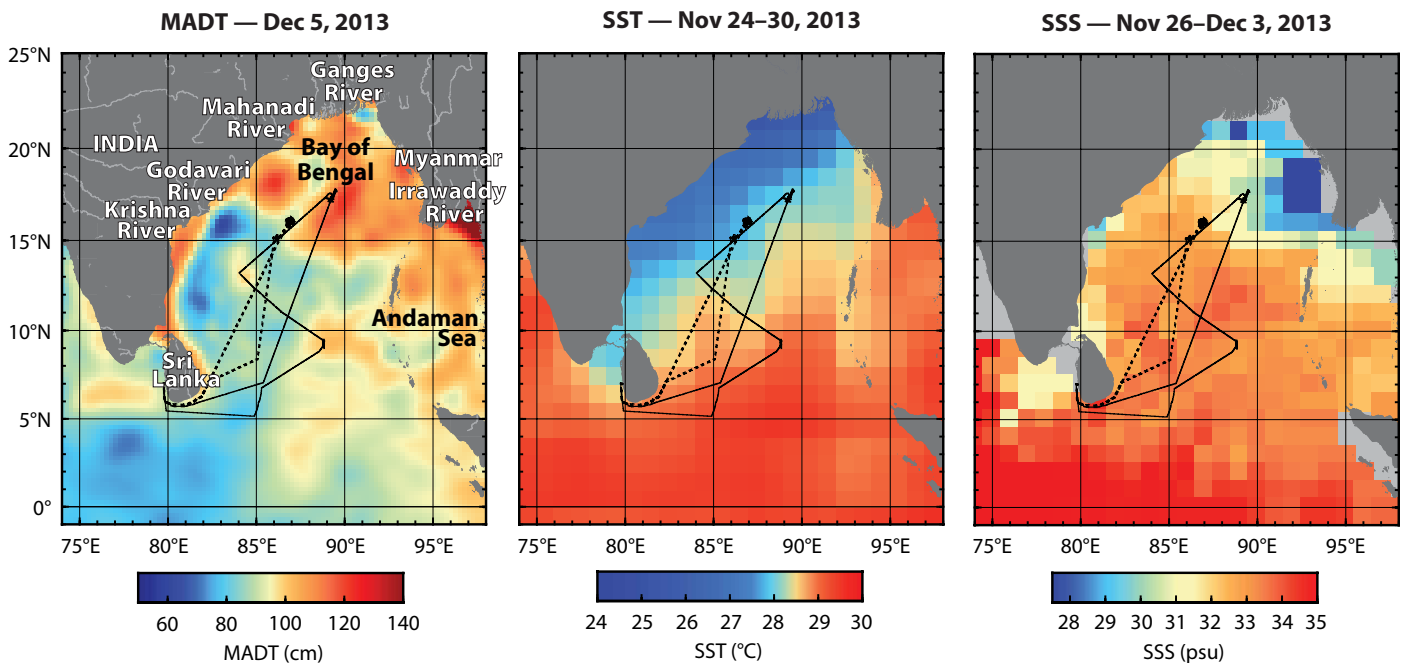 MADT — Dec 5, 2013
SST — Nov 24–30, 2013
SSS — Nov 26–Dec 3, 2013
25°N
20°N
15°N
10°N
5°N
0°
Ganges
River
Mahanadi
River
INDIA
Bay of
Bengal
Myanmar
Godavari
River
Irrawaddy
River
Krishna
River
Andaman
Sea
Sri
Lanka
75°E 80°E 85°E 90°E 95°E
75°E 80°E 85°E 90°E 95°E
75°E 80°E 85°E 90°E 95°E
60 80 100 120 140
MADT (cm)
24 25 26 27 28 29 30
SST (°C)
28 29 30 31 32 33 34 35
SSS (psu)